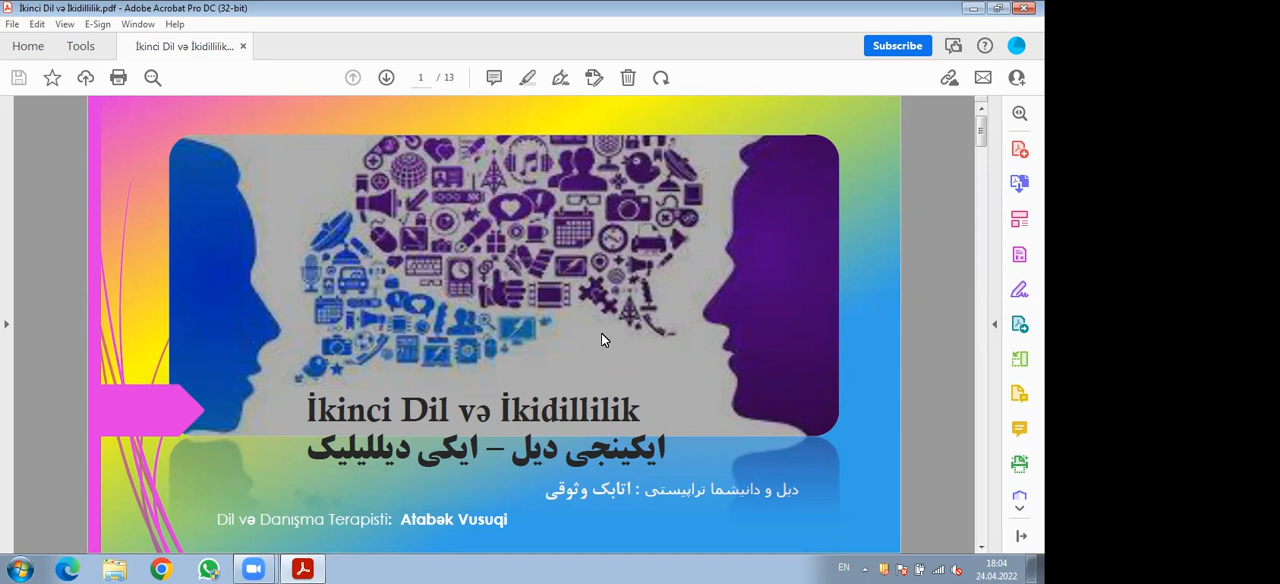 İkinci Dil və İkidillilik.pdf - Adobe Acrobat Pro DC (32-bit)
File Edit View E-Sign Window Help
Home Tools İkinci Dil və İkidillilik... × Subscribe
1 / 13
İkinci Dil və İkidillilik
ایکینجی دیل – ایکی دیللیلیک
دیل و دانیشما تراپیستی : اتابک وثوقی
Dil və Danışma Terapisti: Atabək Vusuqi
EN 18:04
24.04.2022